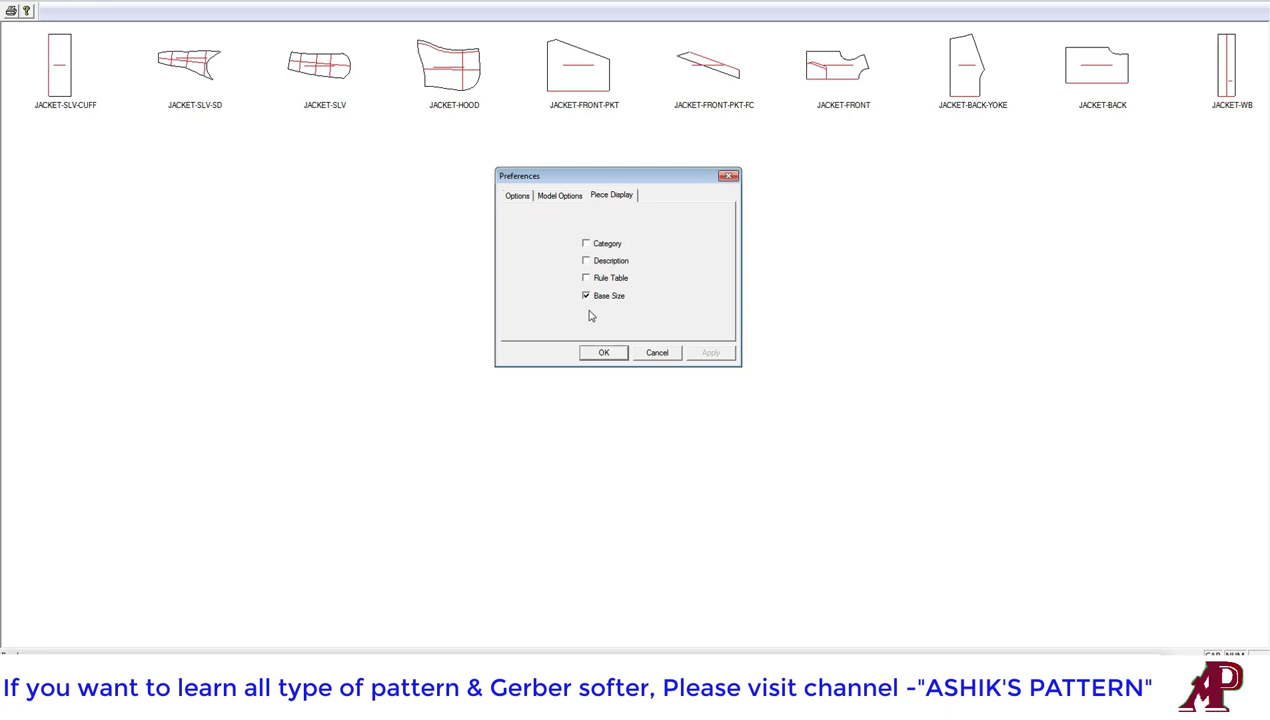 JACKET-SLV-CUFF JACKET-SLV-SD JACKET-SLV JACKET-HOOD JACKET-FRONT-PKT JACKET-FRONT-PKT-FC JACKET-FRONT JACKET-BACK-YOKE JACKET-BACK JACKET-WB
Preferences
Options Model Options Piece Display
Category
Description
Rule Table
Base Size
OK Cancel Apply
If you want to learn all type of pattern & Gerber softer, Please visit channel -"ASHIK'S PATTERN"
AP